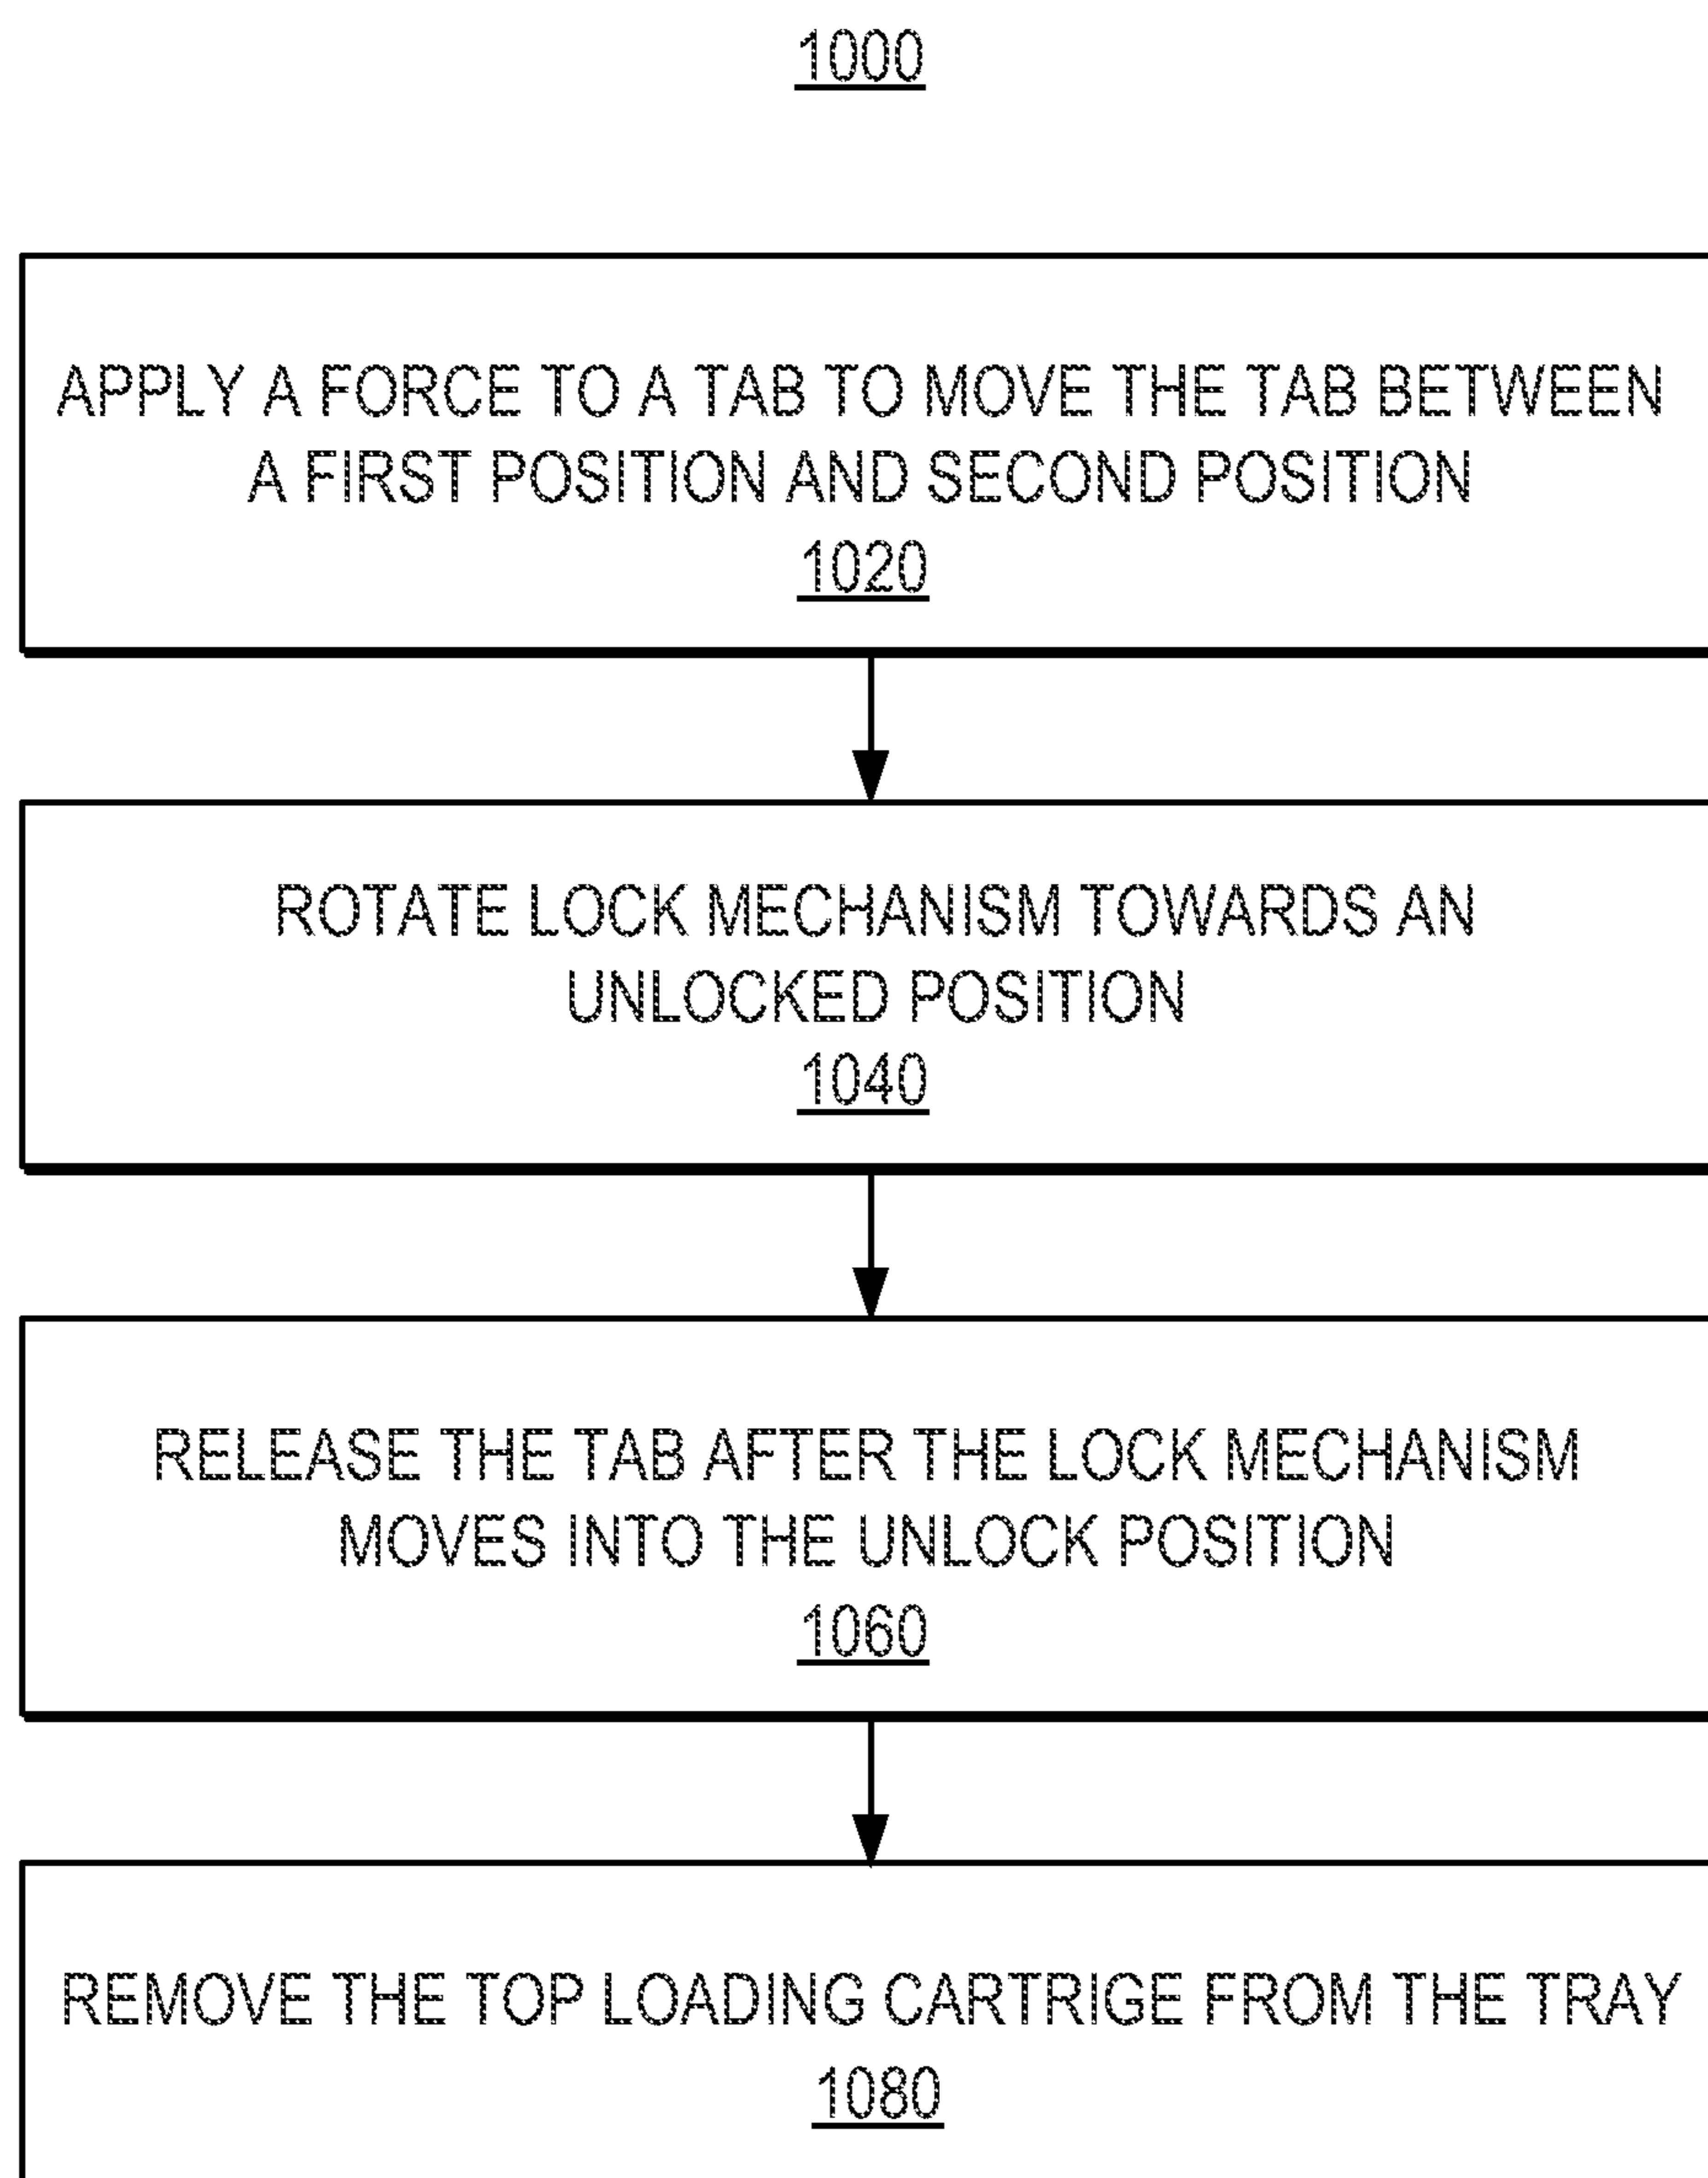 1000
APPLY A FORCE TO A TAB TO MOVE THE TAB BETWEEN
A FIRST POSITION AND SECOND POSITION
1020
ROTATE LOCK MECHANISM TOWARDS AN
UNLOCKED POSITION
1040
RELEASE THE TAB AFTER THE LOCK MECHANISM
MOVES INTO THE UNLOCK POSITION
1060
REMOVE THE TOP LOADING CARTRIGE FROM THE TRAY
1080